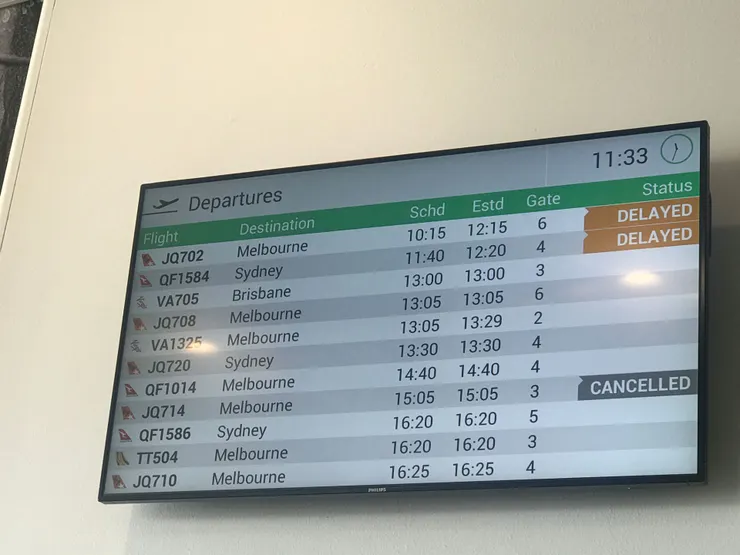 Departures 11:33
Flight Destination Schd Estd Gate Status
JQ702 Melbourne 10:15 12:15 6 DELAYED
QF1584 Sydney 11:40 12:20 4 DELAYED
VA705 Brisbane 13:00 13:00 3
JQ708 Melbourne 13:05 13:05 6
VA1325 Melbourne 13:05 13:29 2
JQ720 Sydney 13:30 13:30 4
QF1014 Melbourne 14:40 14:40 4
JQ714 Melbourne 15:05 15:05 3 CANCELLED
QF1586 Sydney 16:20 16:20 5
TT504 Melbourne 16:20 16:20 3
JQ710 Melbourne 16:25 16:25 4
PHILIPS